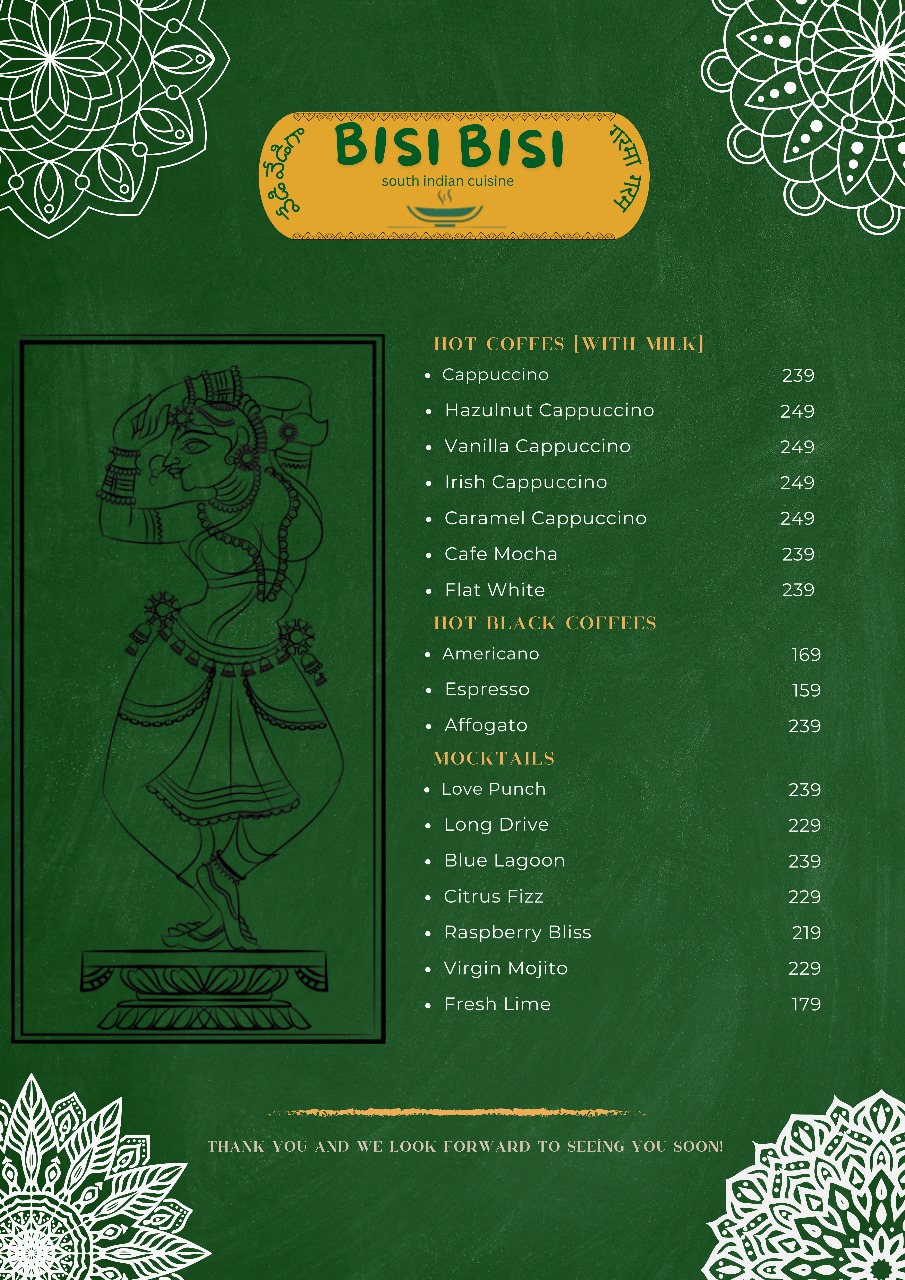 BISI BISI
south indian cuisine
వేడి వేడిగా
गरमा गरम
HOT COFFES [WITH MILK]
Cappuccino 239
Hazulnut Cappuccino 249
Vanilla Cappuccino 249
Irish Cappuccino 249
Caramel Cappuccino 249
Cafe Mocha 239
Flat White 239
HOT BLACK COFFEES
Americano 169
Espresso 159
Affogato 239
MOCKTAILS
Love Punch 239
Long Drive 229
Blue Lagoon 239
Citrus Fizz 229
Raspberry Bliss 219
Virgin Mojito 229
Fresh Lime 179
THANK YOU AND WE LOOK FORWARD TO SEEING YOU SOON!